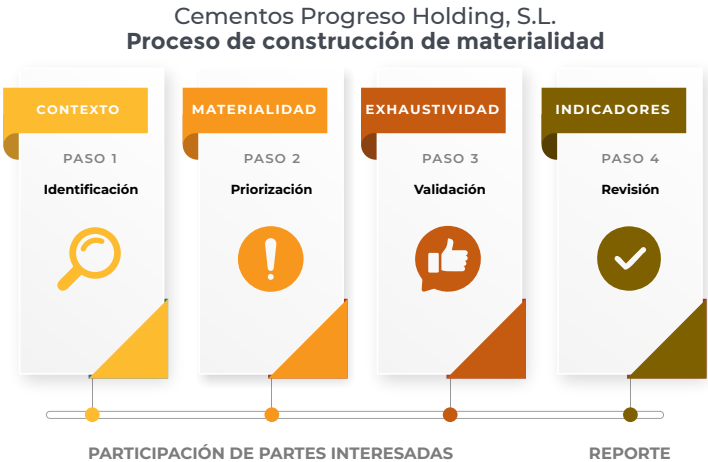 Cementos Progreso Holding, S.L.
Proceso de construcción de materialidad
CONTEXTO
PASO 1
Identificación
MATERIALIDAD
PASO 2
Priorización
EXHAUSTIVIDAD
PASO 3
Validación
INDICADORES
PASO 4
Revisión
PARTICIPACIÓN DE PARTES INTERESADAS
REPORTE